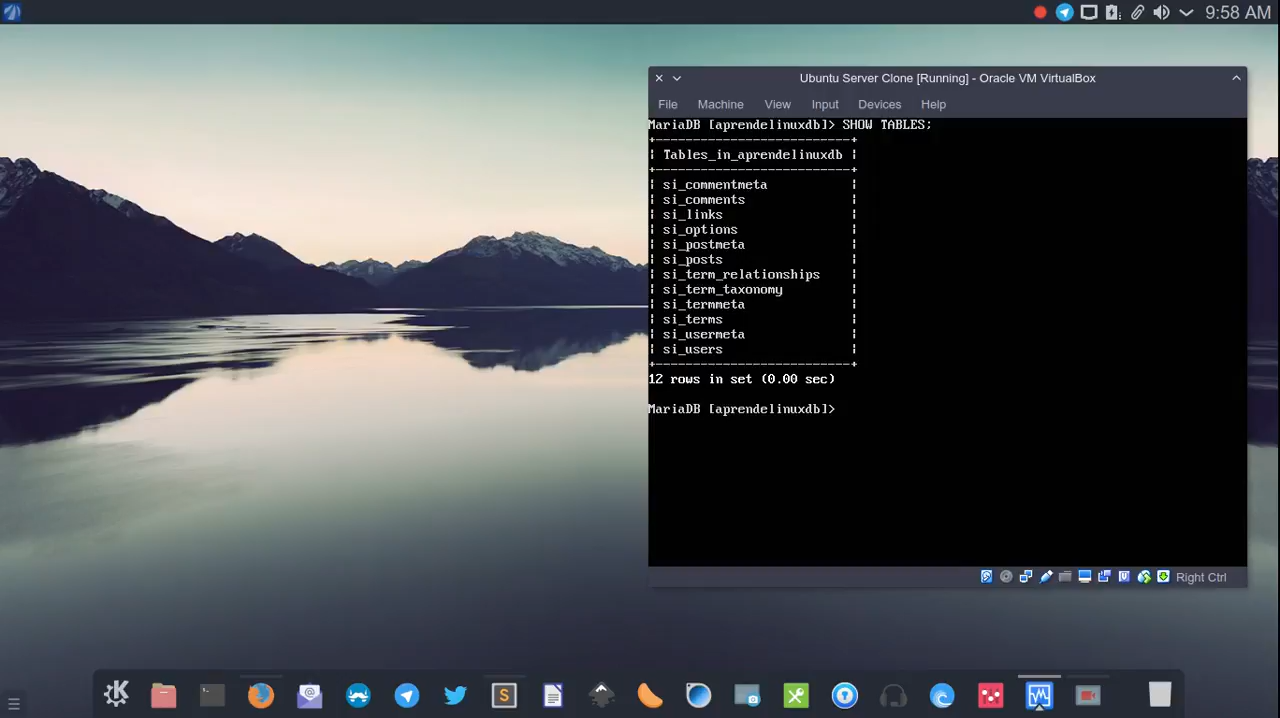 9:58 AM
Ubuntu Server Clone [Running] - Oracle VM VirtualBox
File Machine View Input Devices Help
MariaDB [aprendelinuxdb]> SHOW TABLES;
Tables_in_aprendelinuxdb
si_commentmeta
si_comments
si_links
si_options
si_postmeta
si_posts
si_term_relationships
si_term_taxonomy
si_termmeta
si_terms
si_usermeta
si_users
12 rows in set (0.00 sec)
MariaDB [aprendelinuxdb]>
Right Ctrl